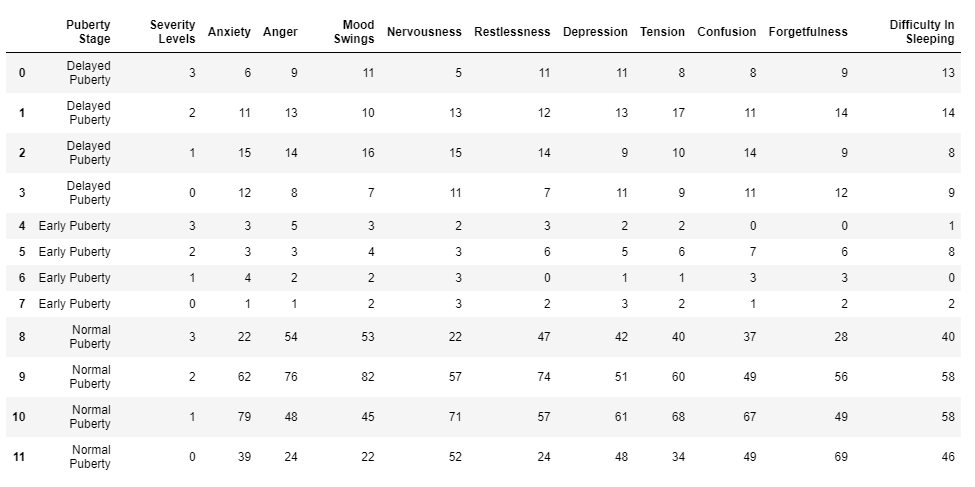 Puberty Stage Severity Levels Anxiety Anger Mood Swings Nervousness Restlessness Depression Tension Confusion Forgetfulness Difficulty In Sleeping
0 Delayed Puberty 3 6 9 11 5 11 11 8 8 9 13
1 Delayed Puberty 2 11 13 10 13 12 13 17 11 14 14
2 Delayed Puberty 1 15 14 16 15 14 9 10 14 9 8
3 Delayed Puberty 0 12 8 7 11 7 11 9 11 12 9
4 Early Puberty 3 3 5 3 2 3 2 2 0 0 1
5 Early Puberty 2 3 3 4 3 6 5 6 7 6 8
6 Early Puberty 1 4 2 2 3 0 1 1 3 3 0
7 Early Puberty 0 1 1 2 3 2 3 2 1 2 2
8 Normal Puberty 3 22 54 53 22 47 42 40 37 28 40
9 Normal Puberty 2 62 76 82 57 74 51 60 49 56 58
10 Normal Puberty 1 79 48 45 71 57 61 68 67 49 58
11 Normal Puberty 0 39 24 22 52 24 48 34 49 69 46